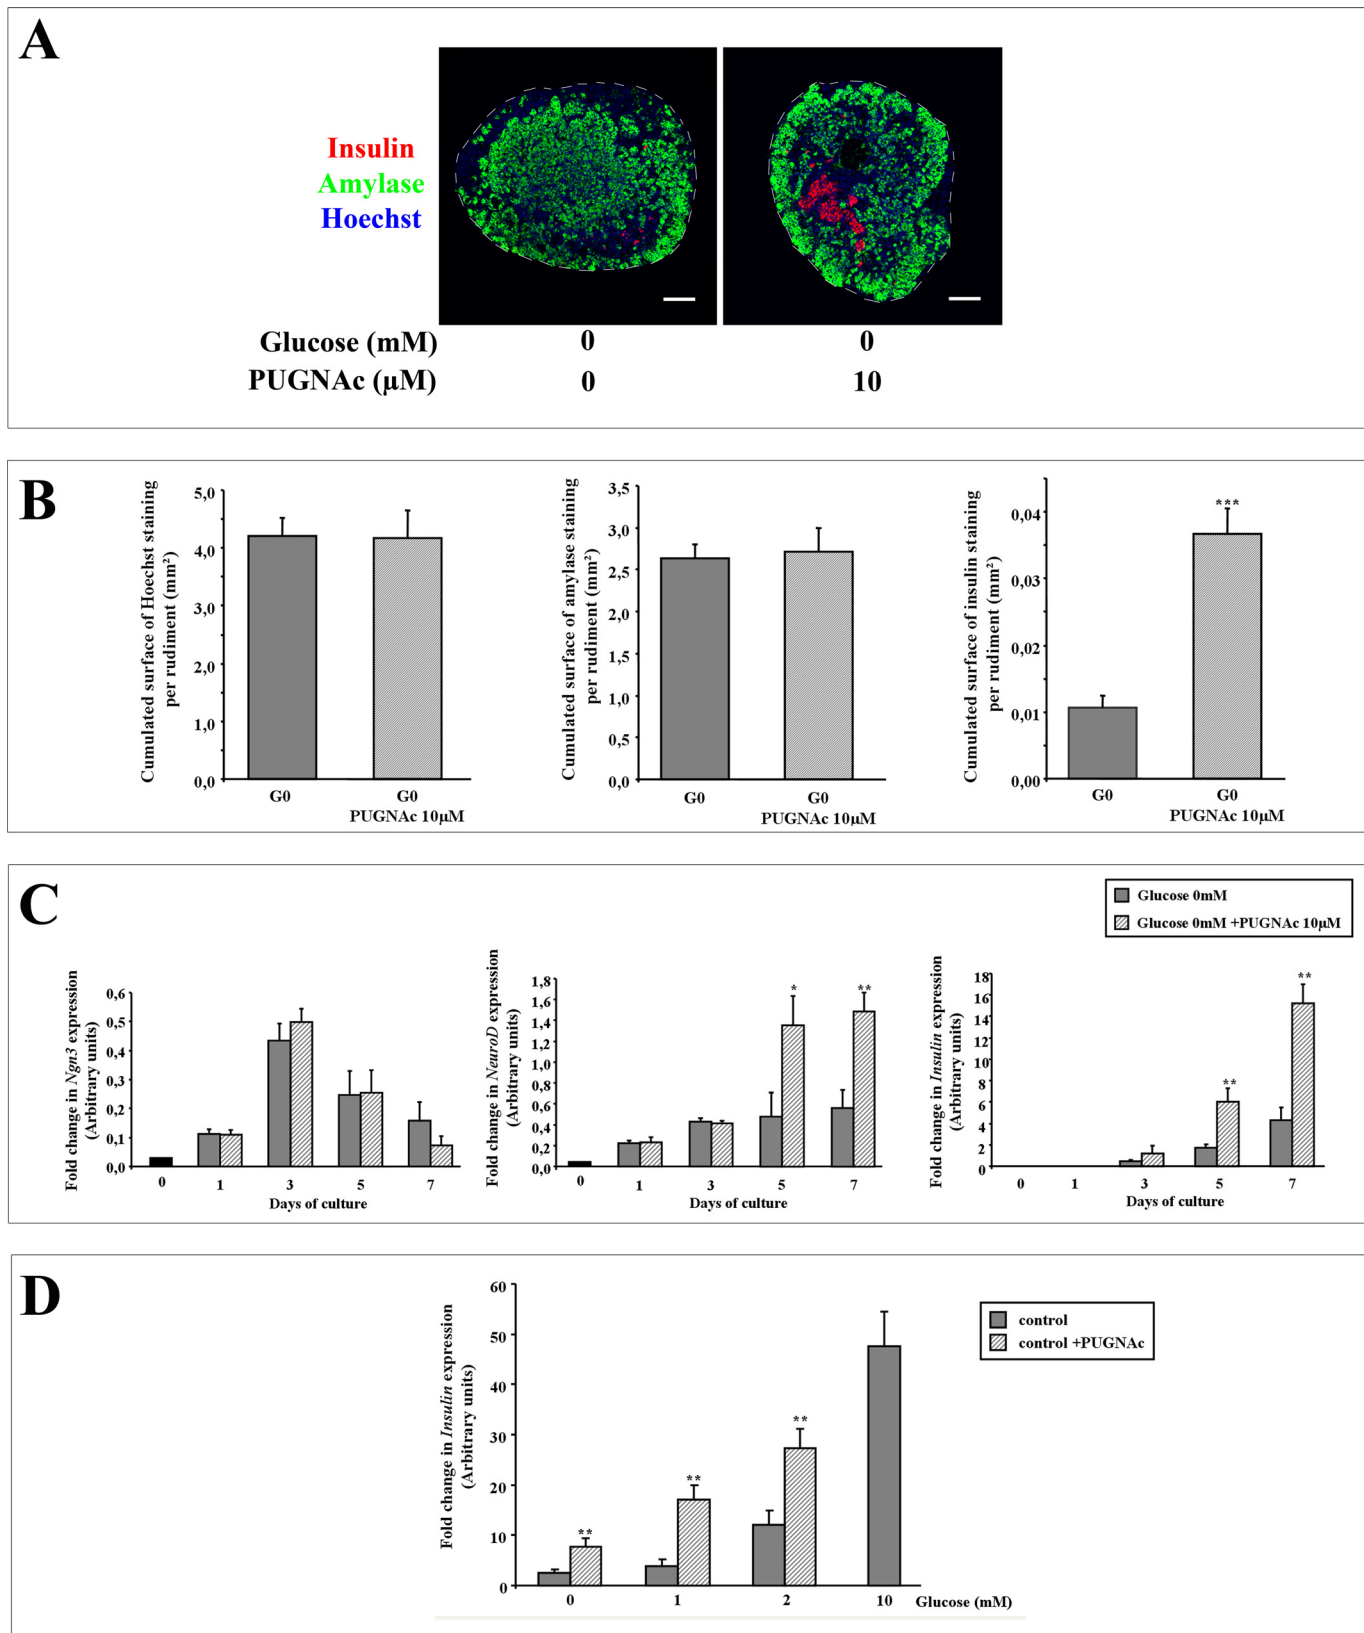 A
Insulin
Amylase
Hoechst
Glucose (mM) 0 0
PUGNAc (µM) 0 10
B
Cumulated surface of Hoechst staining
per rudiment (mm²)
5,0
4,0
3,0
2,0
1,0
0,0
G0 G0
PUGNAc 10µM
Cumulated surface of amylase staining
per rudiment (mm²)
3,5
3,0
2,5
2,0
1,5
1,0
0,5
0,0
G0 G0
PUGNAc 10µM
Cumulated surface of insulin staining
per rudiment (mm²)
0,04
0,03
0,02
0,01
0,00
***
G0 G0
PUGNAc 10µM
C
Glucose 0mM
Glucose 0mM +PUGNAc 10µM
Fold change in Ngn3 expression
(Arbitrary units)
0,6
0,5
0,4
0,3
0,2
0,1
0,0
0 1 3 5 7
Days of culture
Fold change in NeuroD expression
(Arbitrary units)
1,8
1,6
1,4
1,2
1,0
0,8
0,6
0,4
0,2
0,0
* **
0 1 3 5 7
Days of culture
Fold change in Insulin expression
(Arbitrary units)
18
16
14
12
10
8
6
4
2
0
** **
0 1 3 5 7
Days of culture
D
control
control +PUGNAc
Fold change in Insulin expression
(Arbitrary units)
60
50
40
30
20
10
0
** ** **
0 1 2 10 Glucose (mM)